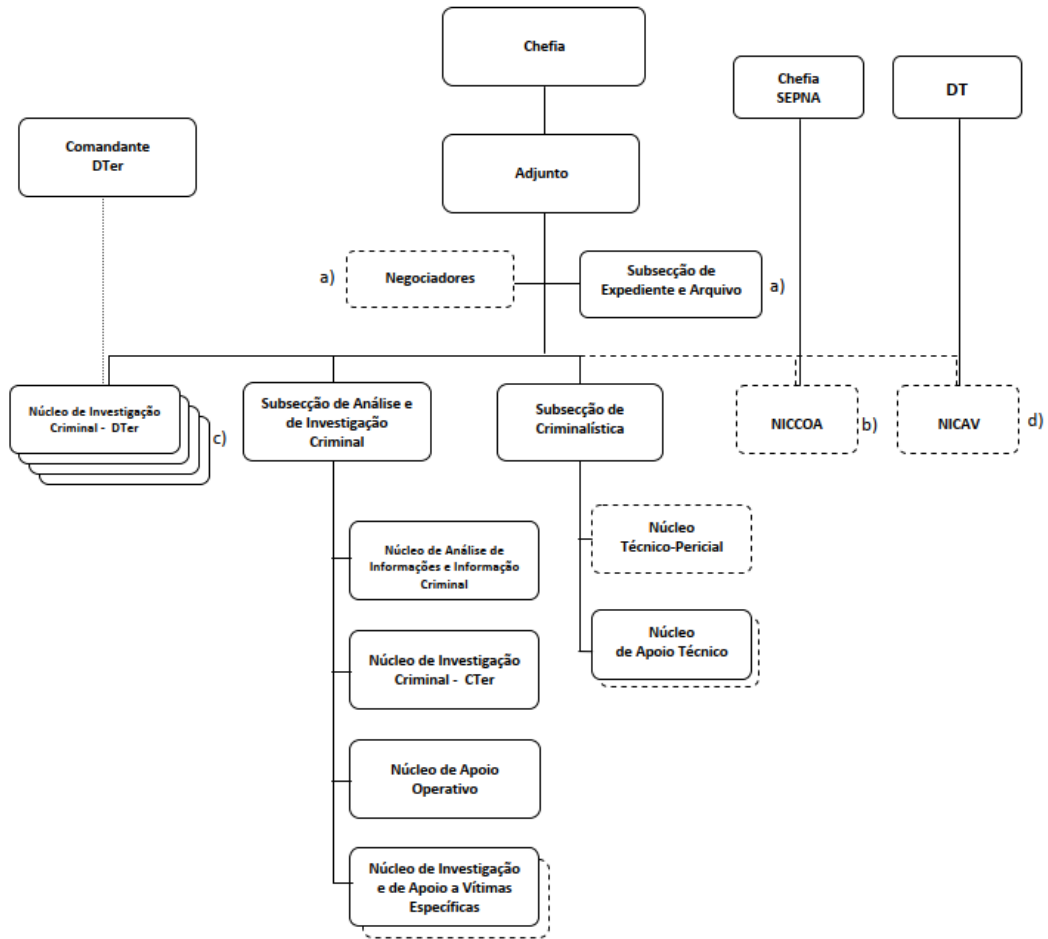 Chefia
Chefia
SEPNA
DT
Comandante
DTer
Adjunto
a)
Negociadores
Subsecção de
Expediente e Arquivo
a)
Núcleo de Investigação
Criminal - DTer
c)
Subsecção de Análise e
de Investigação
Criminal
Subsecção de
Criminalística
NICCOA
b)
NICAV
d)
Núcleo de Análise de
Informações e Informação
Criminal
Núcleo
Técnico-Pericial
Núcleo de Investigação
Criminal - CTer
Núcleo
de Apoio Técnico
Núcleo de Apoio
Operativo
Núcleo de Investigação
e de Apoio a Vítimas
Específicas